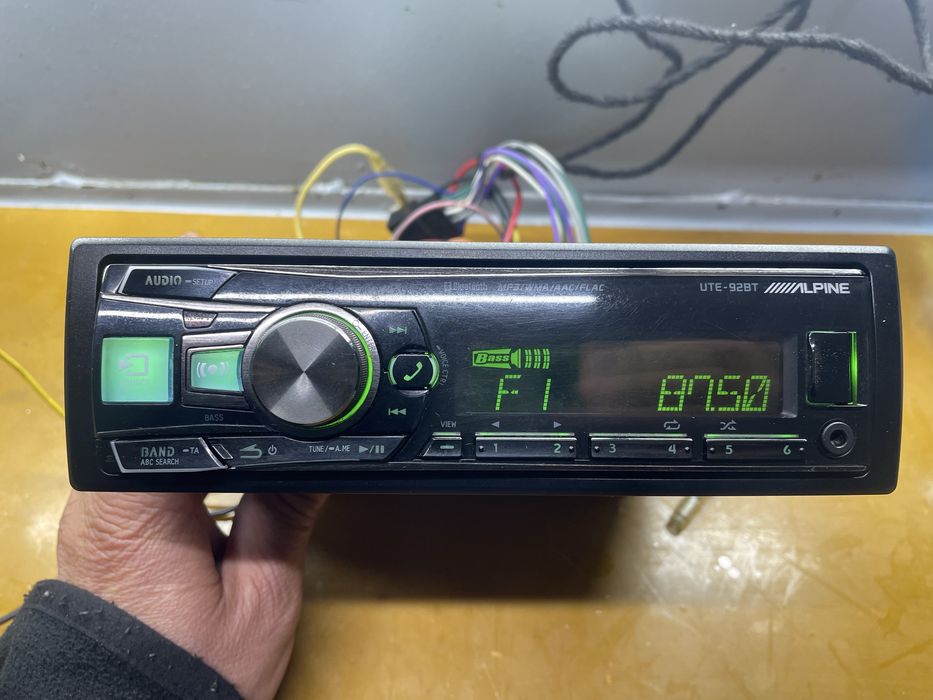 AUDIO –SETUP
Bluetooth MP3/WMA/AAC/FLAC
UTE-92BT ALPINE
VOICE CTRL
Bass
F1 87.50
BASS
VIEW
BAND –TA
ABC SEARCH
TUNE/–A.ME
1 2 3 4 5 6